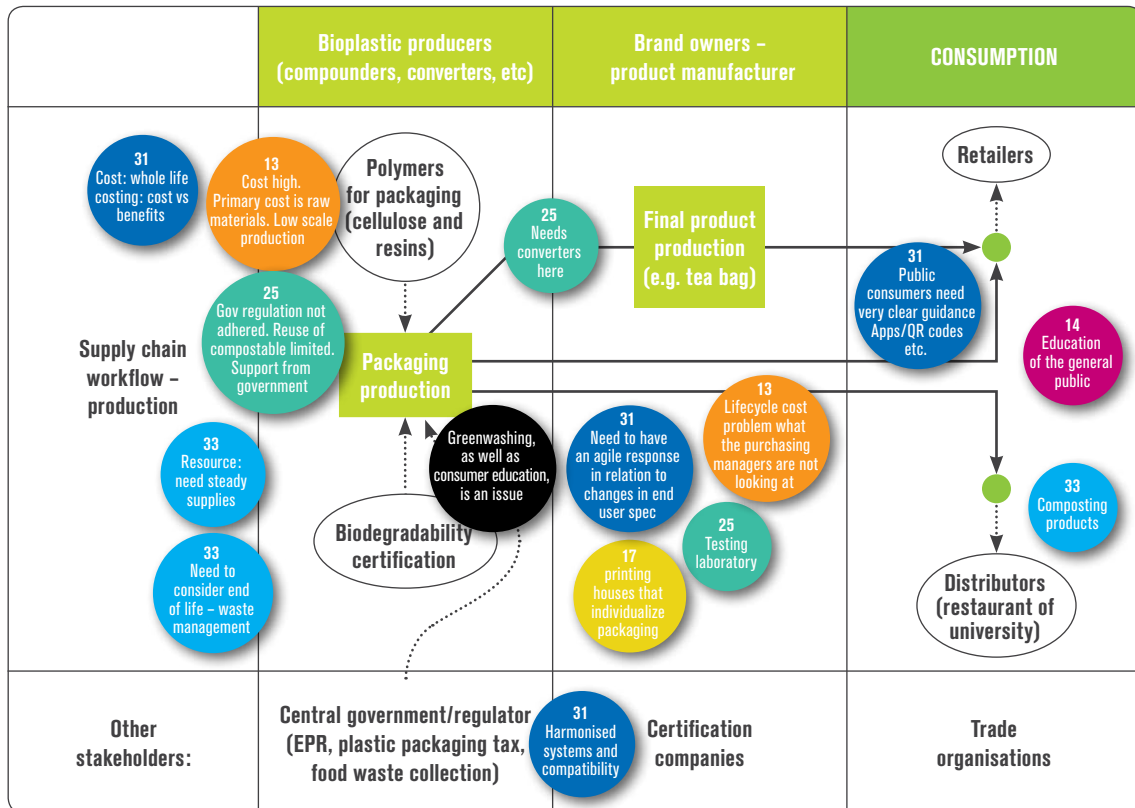 Bioplastic producers
(compounders, converters, etc)
Brand owners –
product manufacturer
CONSUMPTION
Supply chain
workflow –
production
31
Cost: whole life
costing: cost vs
benefits
13
Cost high.
Primary cost is raw
materials. Low scale
production
Polymers
for packaging
(cellulose and
resins)
25
Needs
converters
here
Final product
production
(e.g. tea bag)
Retailers
31
Public
consumers need
very clear guidance
Apps/QR codes
etc.
25
Gov regulation not
adhered. Reuse of
compostable limited.
Support from
government
Packaging
production
14
Education
of the general
public
33
Resource:
need steady
supplies
Greenwashing,
as well as
consumer education,
is an issue
31
Need to have
an agile response
in relation to
changes in end
user spec
13
Lifecycle cost
problem what
the purchasing
managers are not
looking at
33
Composting
products
33
Need to
consider end
of life – waste
management
Biodegradability
certification
25
Testing
laboratory
17
printing
houses that
individualize
packaging
Distributors
(restaurant of
university)
Other
stakeholders:
Central government/regulator
(EPR, plastic packaging tax,
food waste collection)
31
Harmonised
systems and
compatibility
Certification
companies
Trade
organisations